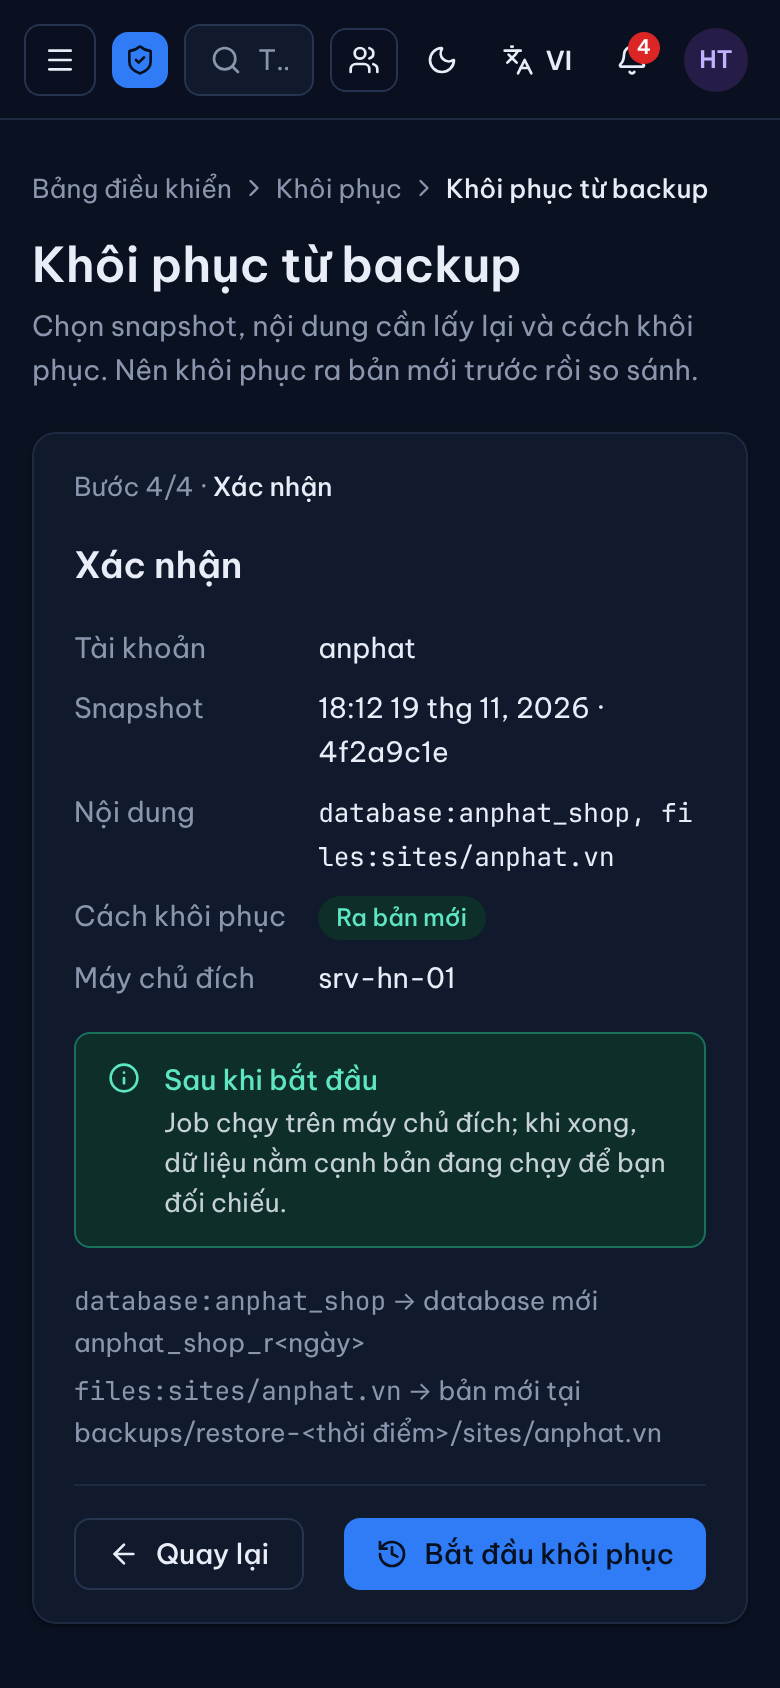 T..
VI
4
HT
Bảng điều khiển > Khôi phục > Khôi phục từ backup
Khôi phục từ backup
Chọn snapshot, nội dung cần lấy lại và cách khôi
phục. Nên khôi phục ra bản mới trước rồi so sánh.
Bước 4/4 · Xác nhận
Xác nhận
Tài khoản anphat
Snapshot 18:12 19 thg 11, 2026 ·
4f2a9c1e
Nội dung database:anphat_shop, fi
les:sites/anphat.vn
Cách khôi phục Ra bản mới
Máy chủ đích srv-hn-01
Sau khi bắt đầu
Job chạy trên máy chủ đích; khi xong,
dữ liệu nằm cạnh bản đang chạy để bạn
đối chiếu.
database:anphat_shop → database mới
anphat_shop_r<ngày>
files:sites/anphat.vn → bản mới tại
backups/restore-<thời điểm>/sites/anphat.vn
Quay lại
Bắt đầu khôi phục